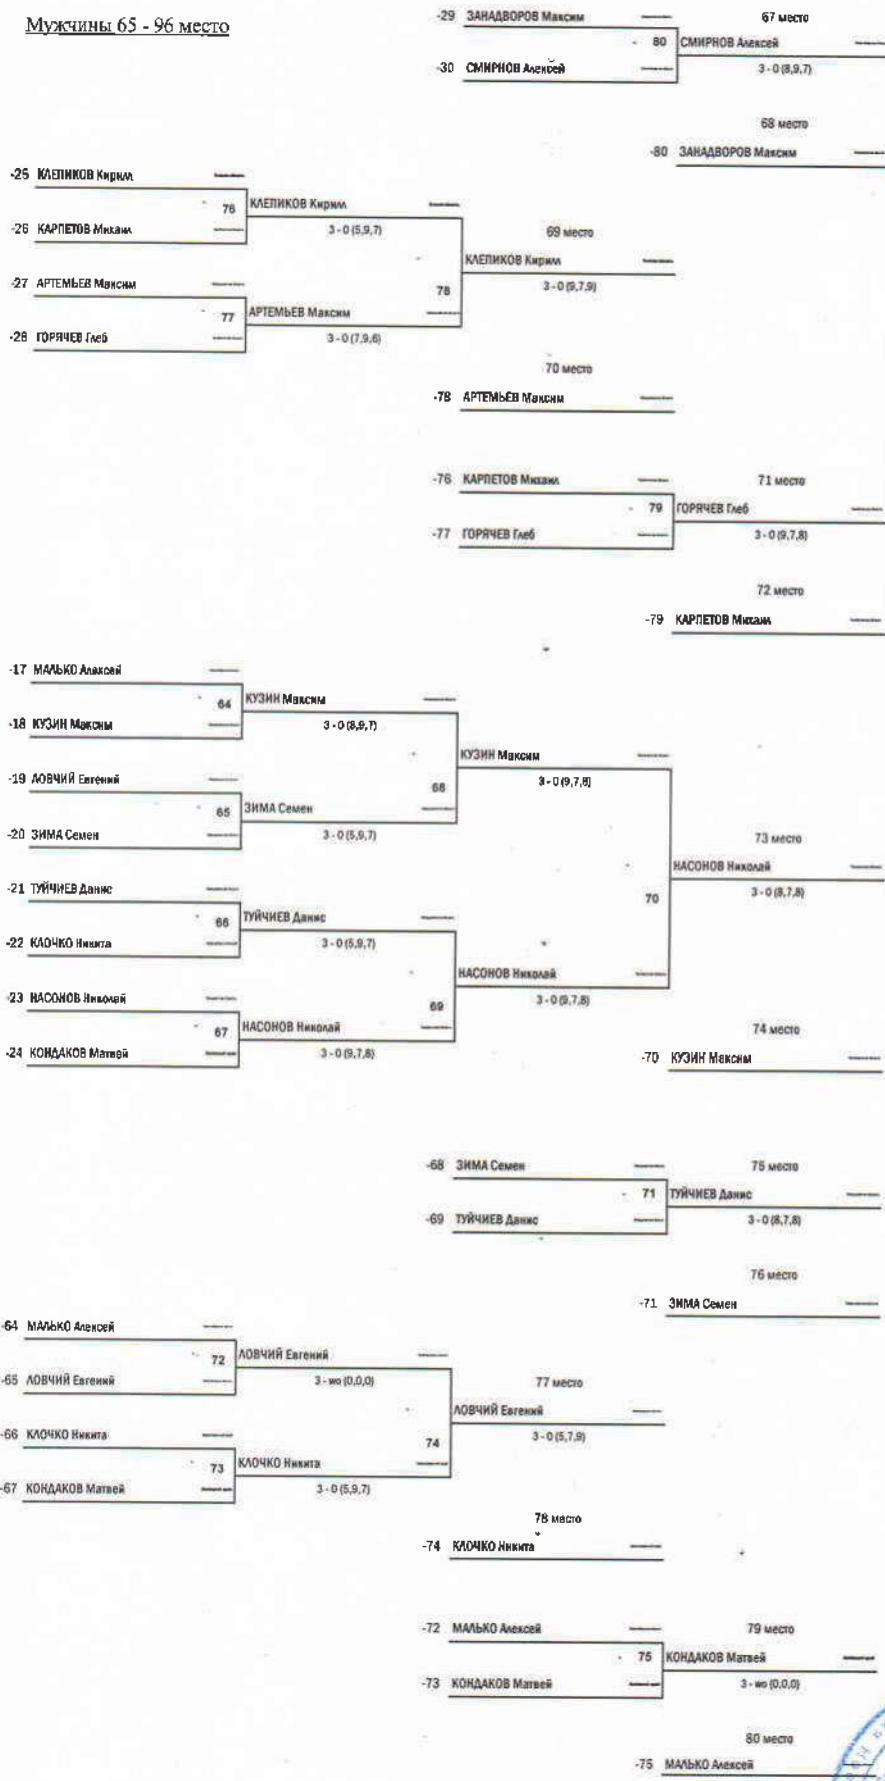 Мужчины 65 - 96 место
-29 ЗАНАДВОРОВ Максим
67 место
80 СМИРНОВ Алексей
-30 СМИРНОВ Алексей
3 - 0 (8,9,7)
68 место
-80 ЗАНАДВОРОВ Максим
-25 КЛЕПИКОВ Кирилл
76 КЛЕПИКОВ Кирилл
-26 КАРПЕТОВ Михаил
3 - 0 (5,9,7)
69 место
КЛЕПИКОВ Кирилл
-27 АРТЕМЬЕВ Максим
78
3 - 0 (9,7,9)
77 АРТЕМЬЕВ Максим
-28 ГОРЯЧЕВ Глеб
3 - 0 (7,9,6)
70 место
-78 АРТЕМЬЕВ Максим
-76 КАРПЕТОВ Михаил
71 место
79 ГОРЯЧЕВ Глеб
-77 ГОРЯЧЕВ Глеб
3 - 0 (9,7,8)
72 место
-79 КАРПЕТОВ Михаил
-17 МАЛЬКО Алексей
64 КУЗИН Максим
-18 КУЗИН Максим
3 - 0 (8,9,7)
КУЗИН Максим
-19 ЛОВЧИЙ Евгений
68
3 - 0 (9,7,8)
65 ЗИМА Семен
-20 ЗИМА Семен
3 - 0 (5,9,7)
73 место
НАСОНОВ Николай
-21 ТУЙЧИЕВ Данис
70
3 - 0 (8,7,8)
66 ТУЙЧИЕВ Данис
-22 КЛОЧКО Никита
3 - 0 (5,9,7)
НАСОНОВ Николай
-23 НАСОНОВ Николай
69
3 - 0 (9,7,8)
67 НАСОНОВ Николай
-24 КОНДАКОВ Матвей
3 - 0 (9,7,8)
74 место
-70 КУЗИН Максим
-68 ЗИМА Семен
75 место
71 ТУЙЧИЕВ Данис
-69 ТУЙЧИЕВ Данис
3 - 0 (8,7,8)
76 место
-71 ЗИМА Семен
-64 МАЛЬКО Алексей
72 ЛОВЧИЙ Евгений
-65 ЛОВЧИЙ Евгений
3 - wo (0,0,0)
77 место
ЛОВЧИЙ Евгений
-66 КЛОЧКО Никита
74
3 - 0 (5,7,9)
73 КЛОЧКО Никита
-67 КОНДАКОВ Матвей
3 - 0 (5,9,7)
78 место
-74 КЛОЧКО Никита
-72 МАЛЬКО Алексей
79 место
75 КОНДАКОВ Матвей
-73 КОНДАКОВ Матвей
3 - wo (0,0,0)
80 место
-75 МАЛЬКО Алексей